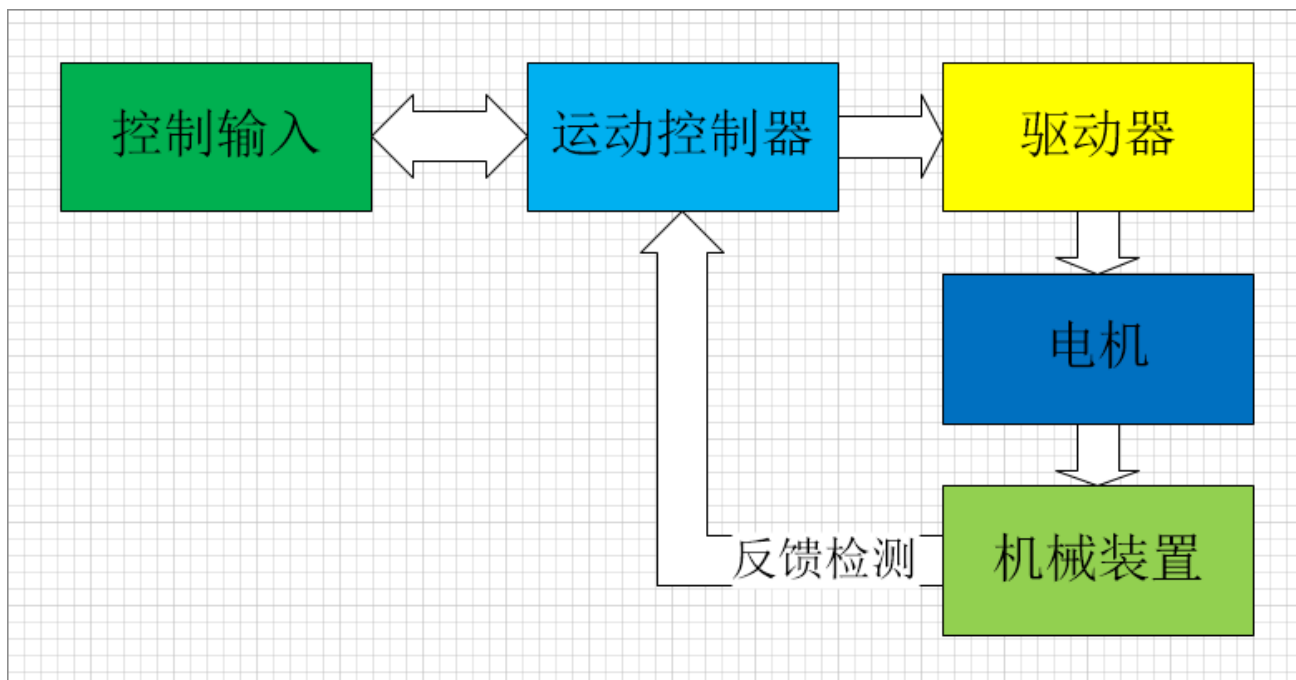 控制输入
运动控制器
驱动器
电机
反馈检测
机械装置